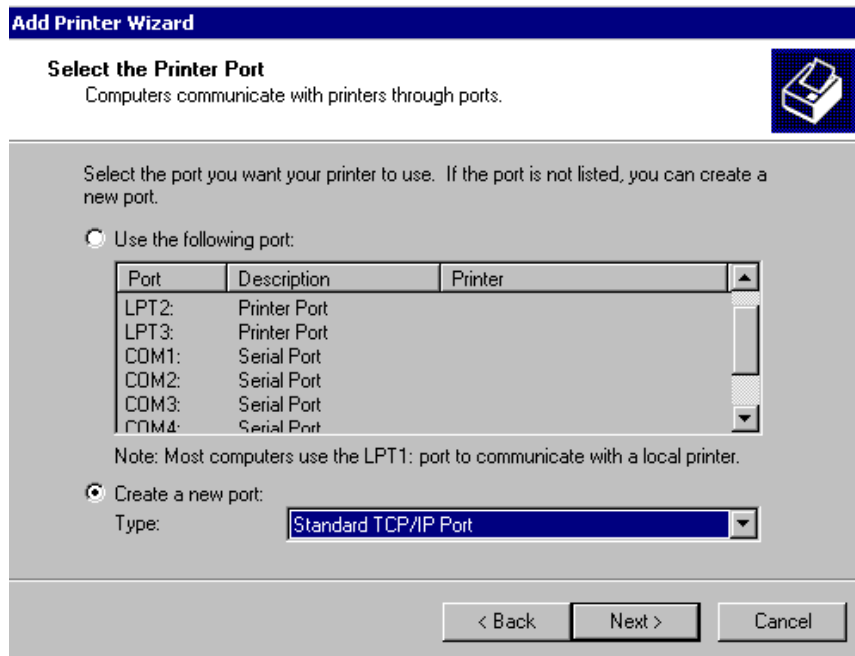 Add Printer Wizard
Select the Printer Port
Computers communicate with printers through ports.
Select the port you want your printer to use. If the port is not listed, you can create a
new port.
Use the following port:
Port Description Printer
LPT2: Printer Port
LPT3: Printer Port
COM1: Serial Port
COM2: Serial Port
COM3: Serial Port
COM4: Serial Port
Note: Most computers use the LPT1: port to communicate with a local printer.
Create a new port:
Type: Standard TCP/IP Port
< Back Next > Cancel